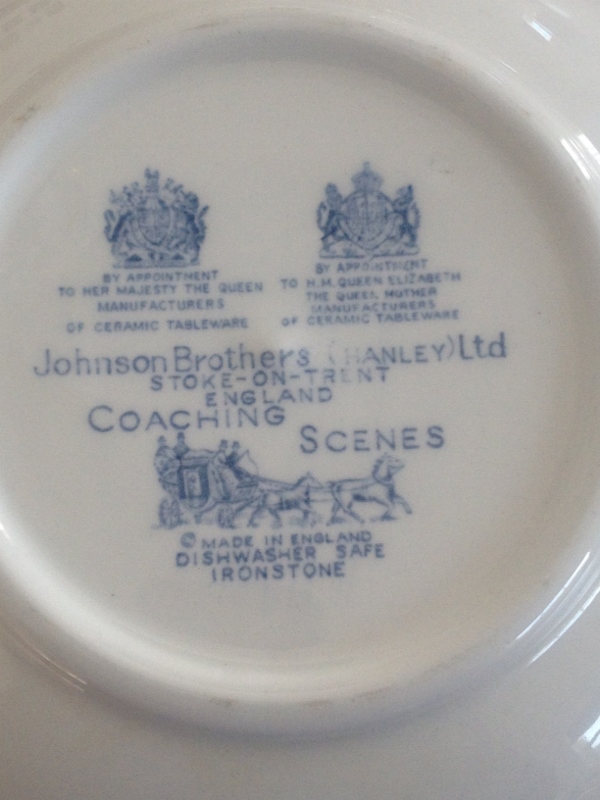 BY APPOINTMENT
TO HER MAJESTY THE QUEEN
MANUFACTURERS
OF CERAMIC TABLEWARE
BY APPOINTMENT
TO H.M. QUEEN ELIZABETH
THE QUEEN MOTHER
MANUFACTURERS
OF CERAMIC TABLEWARE
Johnson Brothers (HANLEY) Ltd
STOKE-ON-TRENT
ENGLAND
COACHING
SCENES
© MADE IN ENGLAND
DISHWASHER SAFE
IRONSTONE